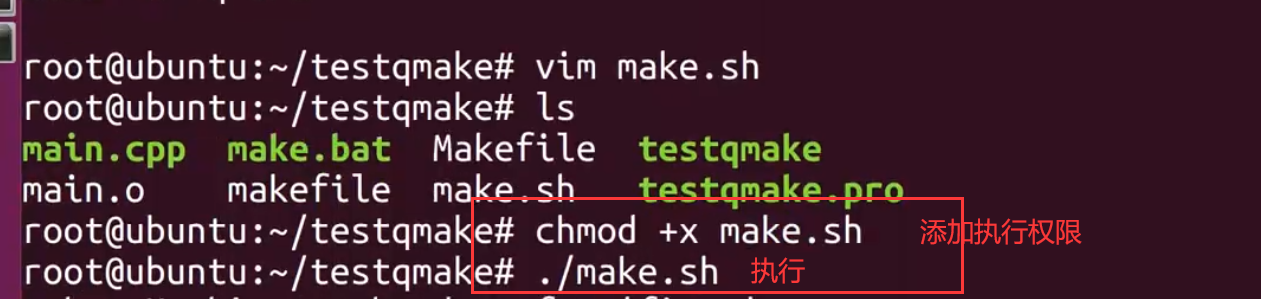 root@ubuntu:~/testqmake# vim make.sh
root@ubuntu:~/testqmake# ls
main.cpp  make.bat  Makefile  testqmake
main.o    makefile  make.sh   testqmake.pro
root@ubuntu:~/testqmake# chmod +x make.sh 添加执行权限
root@ubuntu:~/testqmake# ./make.sh 执行